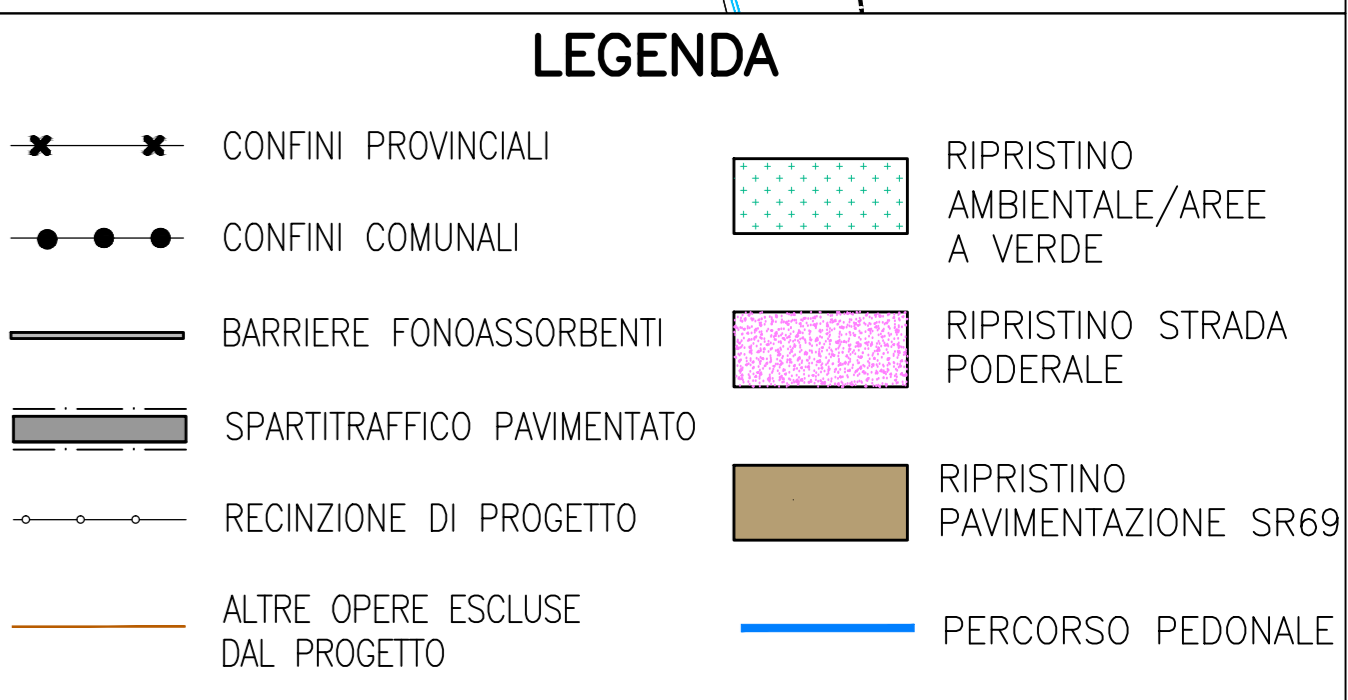 LEGENDA
CONFINI PROVINCIALI
CONFINI COMUNALI
BARRIERE FONOASSORBENTI
SPARTITRAFFICO PAVIMENTATO
RECINZIONE DI PROGETTO
ALTRE OPERE ESCLUSE
DAL PROGETTO
RIPRISTINO
AMBIENTALE/AREE
A VERDE
RIPRISTINO STRADA
PODERALE
RIPRISTINO
PAVIMENTAZIONE SR69
PERCORSO PEDONALE